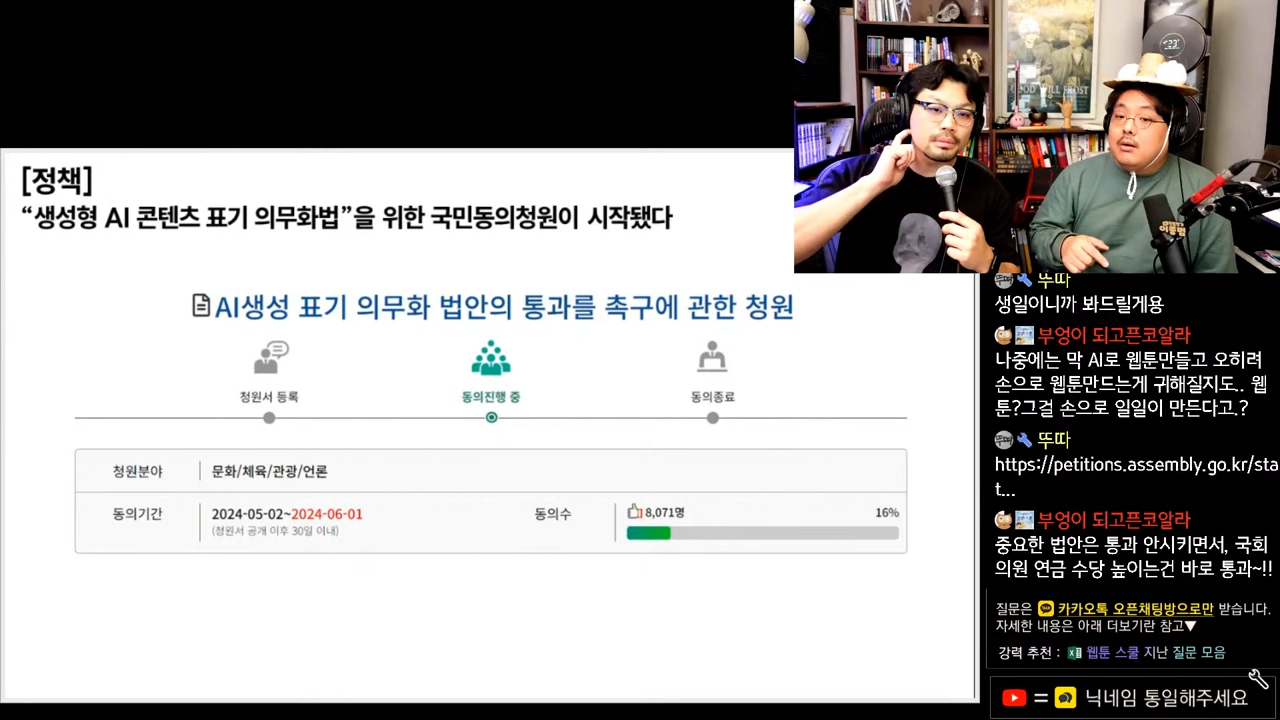 [정책]
“생성형 AI 콘텐츠 표기 의무화법”을 위한 국민동의청원이 시작됐다
AI생성 표기 의무화 법안의 통과를 촉구에 관한 청원
청원서 등록
동의진행 중
동의종료
청원분야
문화/체육/관광/언론
동의기간
2024-05-02~2024-06-01
(청원서 공개 이후 30일 이내)
동의수
8,071명
16%
GOOD WILL FROST
뚜따
생일이니까 봐드릴게용
부엉이 되고픈코알라
나중에는 막 AI로 웹툰만들고 오히려
손으로 웹툰만드는게 귀해질지도.. 웹
툰?그걸 손으로 일일이 만든다고.?
뚜따
https://petitions.assembly.go.kr/sta
t...
부엉이 되고픈코알라
중요한 법안은 통과 안시키면서, 국회
의원 연금 수당 높이는건 바로 통과~!!
질문은 카카오톡 오픈채팅방으로만 받습니다.
자세한 내용은 아래 더보기란 참고▼
강력 추천 : 웹툰 스쿨 지난 질문 모음
= 닉네임 통일해주세요